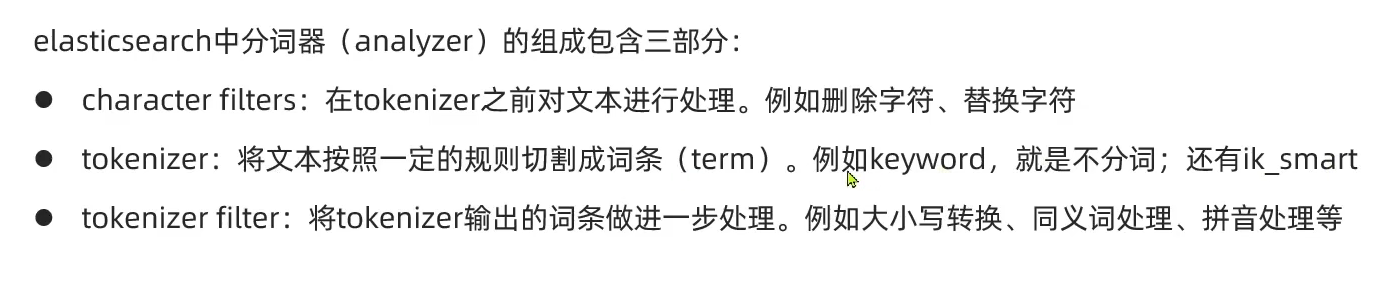 elasticsearch中分词器（analyzer）的组成包含三部分：
● character filters：在tokenizer之前对文本进行处理。例如删除字符、替换字符
● tokenizer：将文本按照一定的规则切割成词条（term）。例如keyword，就是不分词；还有ik_smart
● tokenizer filter：将tokenizer输出的词条做进一步处理。例如大小写转换、同义词处理、拼音处理等